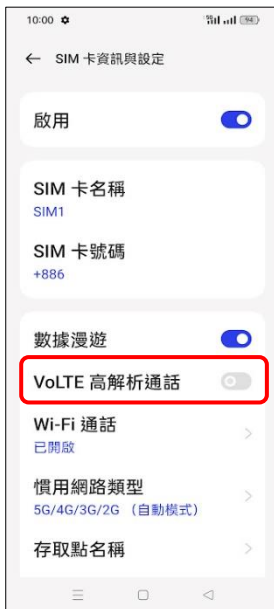 10:00
5G
94
SIM 卡資訊與設定
啟用
SIM 卡名稱
SIM1
SIM 卡號碼
+886
數據漫遊
VoLTE 高解析通話
Wi-Fi 通話
已開啟
慣用網路類型
5G/4G/3G/2G （自動模式）
存取點名稱